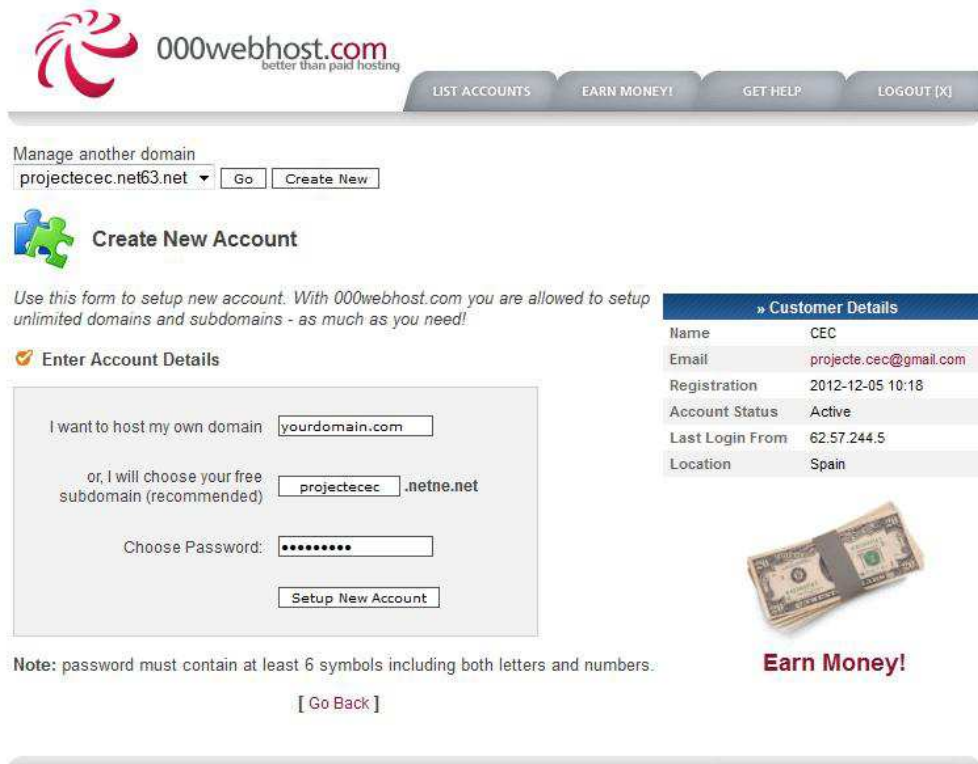 000webhost.com
better than paid hosting
LIST ACCOUNTS
EARN MONEY!
GET HELP
LOGOUT [X]
Manage another domain
projectecec.net63.net
Go
Create New
Create New Account
Use this form to setup new account. With 000webhost.com you are allowed to setup
unlimited domains and subdomains - as much as you need!
Enter Account Details
I want to host my own domain
yourdomain.com
or, I will choose your free
subdomain (recommended)
projectecec
.netne.net
Choose Password:
•••••••••
Setup New Account
Note: password must contain at least 6 symbols including both letters and numbers.
[ Go Back ]
» Customer Details
Name CEC
Email projecte.cec@gmail.com
Registration 2012-12-05 10:18
Account Status Active
Last Login From 62.57.244.5
Location Spain
Earn Money!